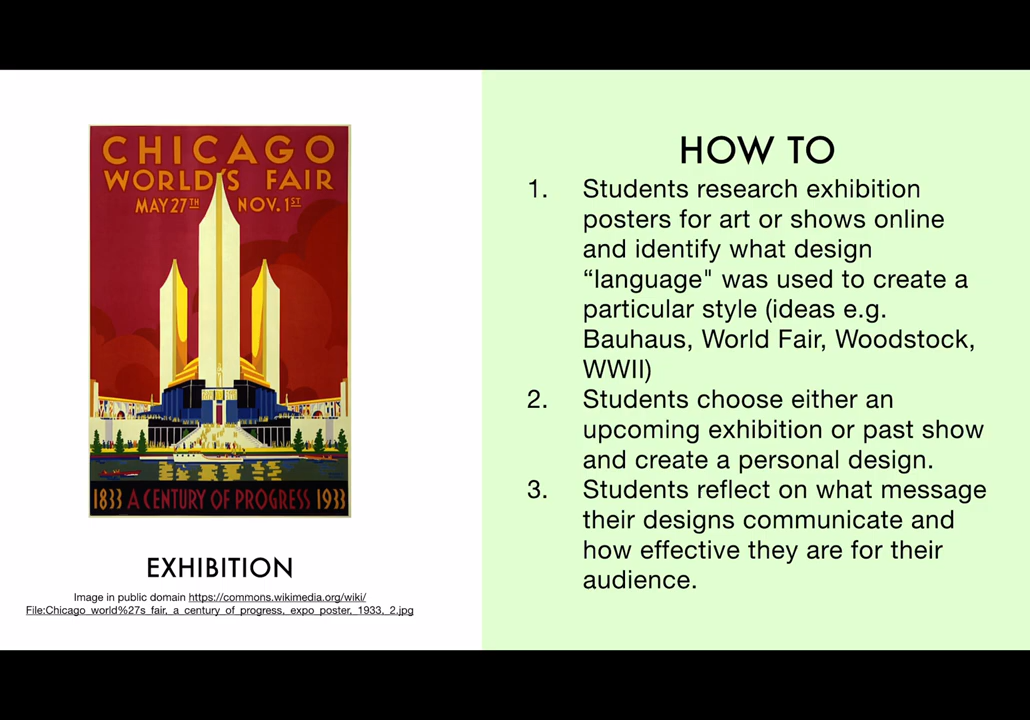 CHICAGO
WORLD'S FAIR
MAY 27TH NOV. 1ST
1833 A CENTURY OF PROGRESS 1933
EXHIBITION
Image in public domain https://commons.wikimedia.org/wiki/
File:Chicago_world%27s_fair,_a_century_of_progress,_expo_poster,_1933,_2.jpg
HOW TO
1. Students research exhibition
posters for art or shows online
and identify what design
“language" was used to create a
particular style (ideas e.g.
Bauhaus, World Fair, Woodstock,
WWII)
2. Students choose either an
upcoming exhibition or past show
and create a personal design.
3. Students reflect on what message
their designs communicate and
how effective they are for their
audience.